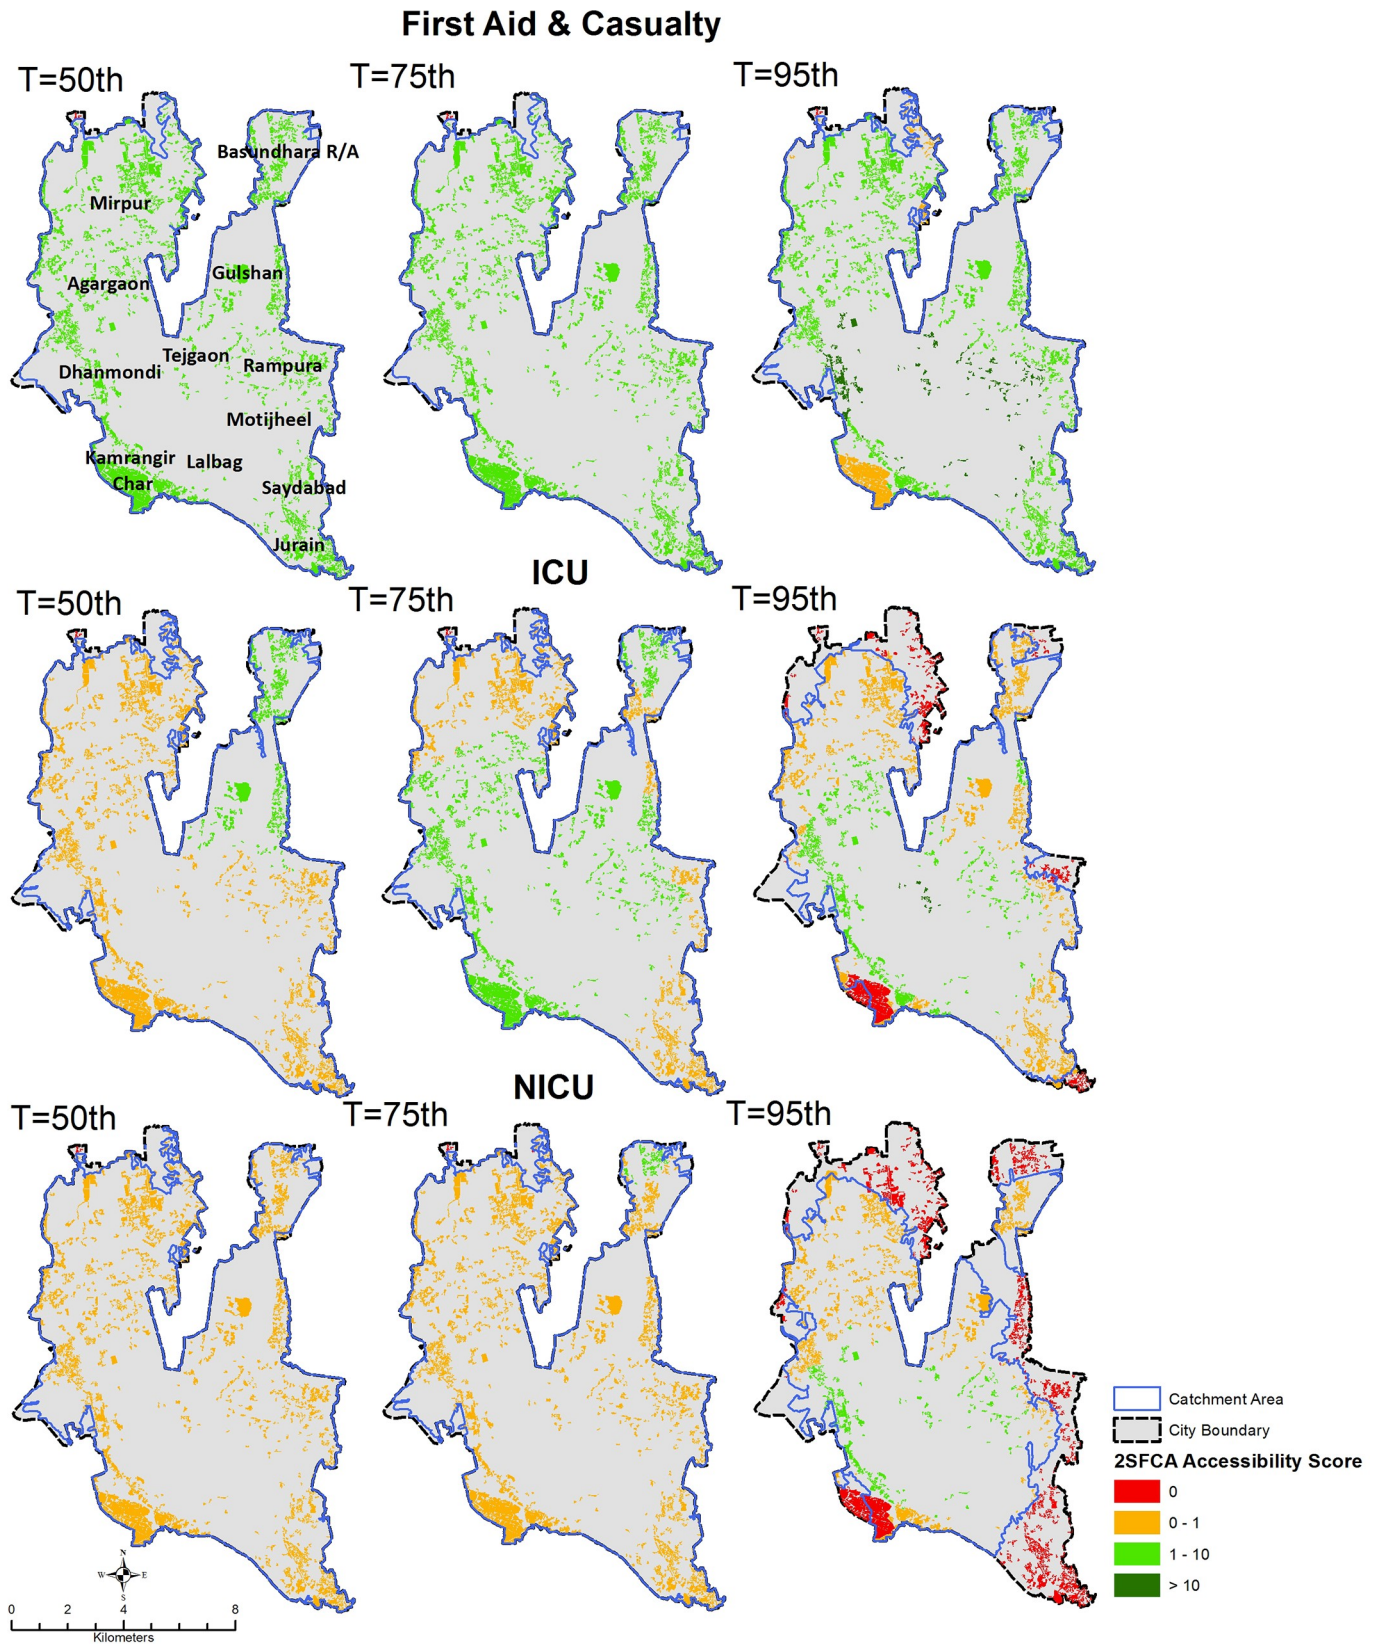 First Aid & Casualty
T=50th
T=75th
T=95th
Basundhara R/A
Mirpur
Gulshan
Agargaon
Tejgaon
Rampura
Dhanmondi
Motijheel
Kamrangir
Char
Lalbag
Saydabad
Jurain
ICU
T=50th
T=75th
T=95th
NICU
T=50th
T=75th
T=95th
Catchment Area
City Boundary
2SFCA Accessibility Score
0
0 - 1
1 - 10
> 10
N
W
E
S
0 2 4 8
Kilometers